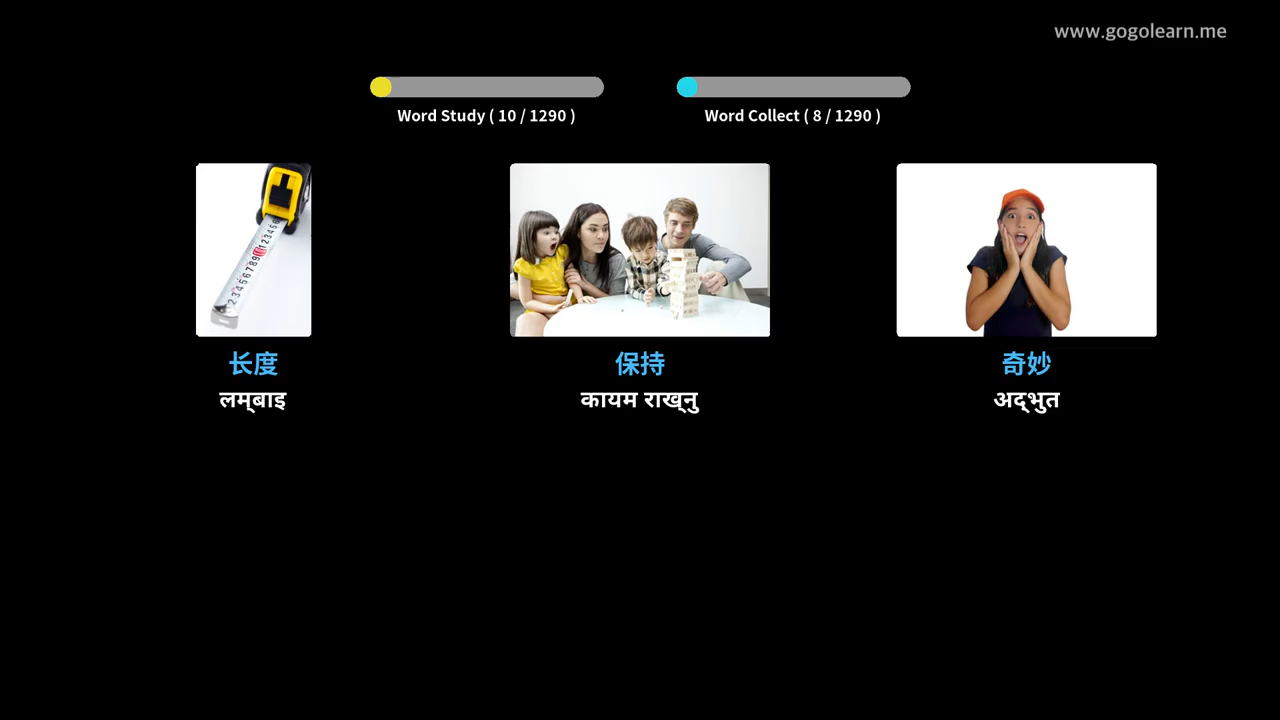 www.gogolearn.me
Word Study ( 10 / 1290 )
Word Collect ( 8 / 1290 )
长度
लम्बाइ
保持
कायम राख्नु
奇妙
अद्भुत